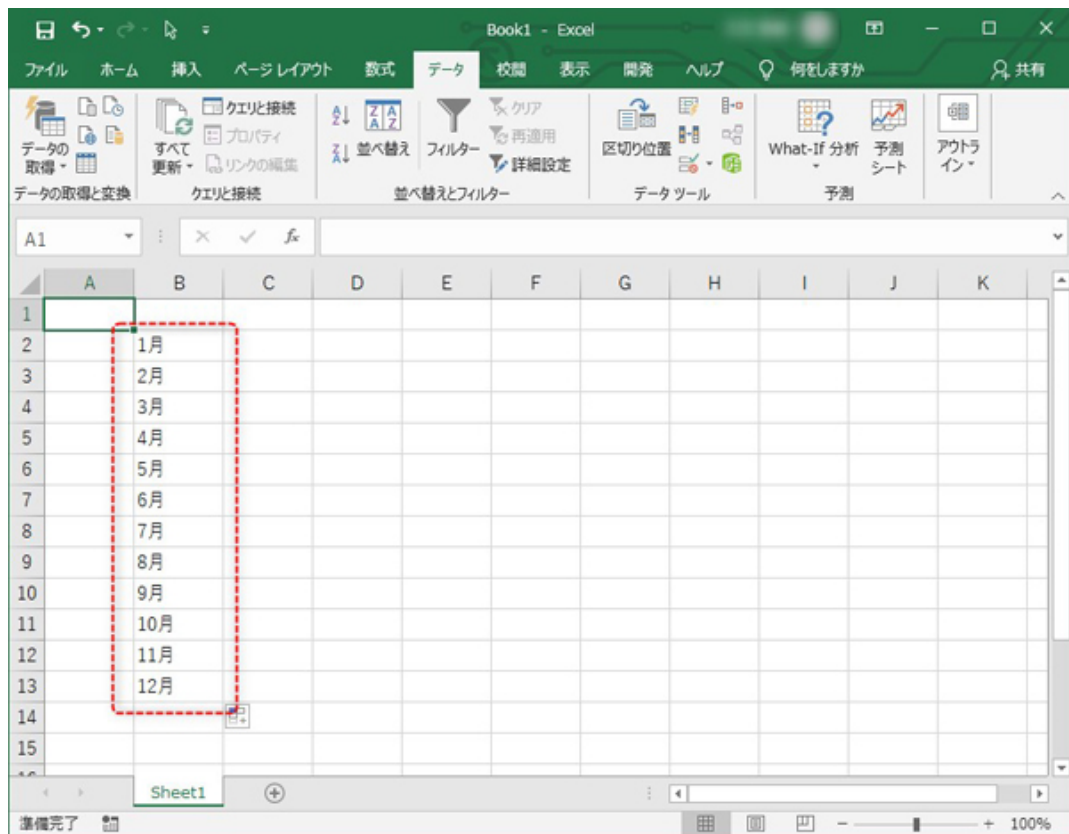 Book1 - Excel
ファイル ホーム 挿入 ページ レイアウト 数式 データ 校閲 表示 開発 ヘルプ 何をしますか 共有
データの取得
すべて更新
クエリと接続
プロパティ
リンクの編集
並べ替え
フィルター
クリア
再適用
詳細設定
区切り位置
What-If 分析
予測シート
アウトライン
データの取得と変換 クエリと接続 並べ替えとフィルター データ ツール 予測
A1 fx
A B C D E F G H I J K
1
2 1月
3 2月
4 3月
5 4月
6 5月
7 6月
8 7月
9 8月
10 9月
11 10月
12 11月
13 12月
14
15
Sheet1
準備完了 100%